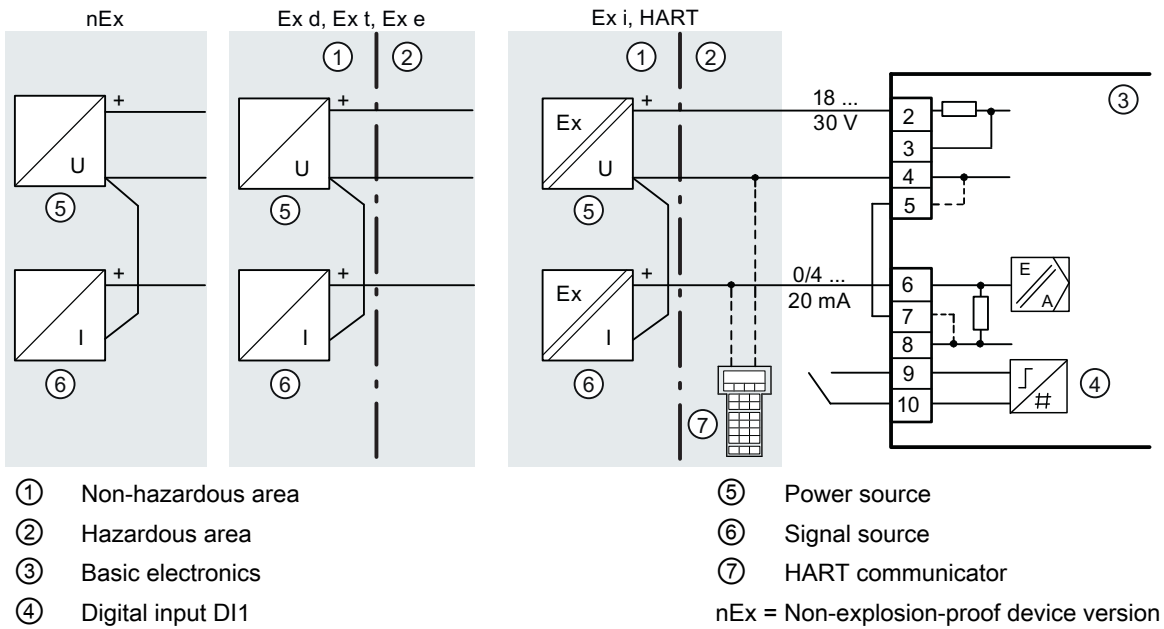 nEx
Ex d, Ex t, Ex e
Ex i, HART
① ②
① ②
③
+
U
⑤
+
I
⑥
+
U
⑤
+
I
⑥
+
Ex
U
⑤
+
Ex
I
⑥
⑦
18 ...
30 V
0/4 ...
20 mA
2
3
4
5
6
7
8
9
10
E
A
#
④
① Non-hazardous area
② Hazardous area
③ Basic electronics
④ Digital input DI1
⑤ Power source
⑥ Signal source
⑦ HART communicator
nEx = Non-explosion-proof device version